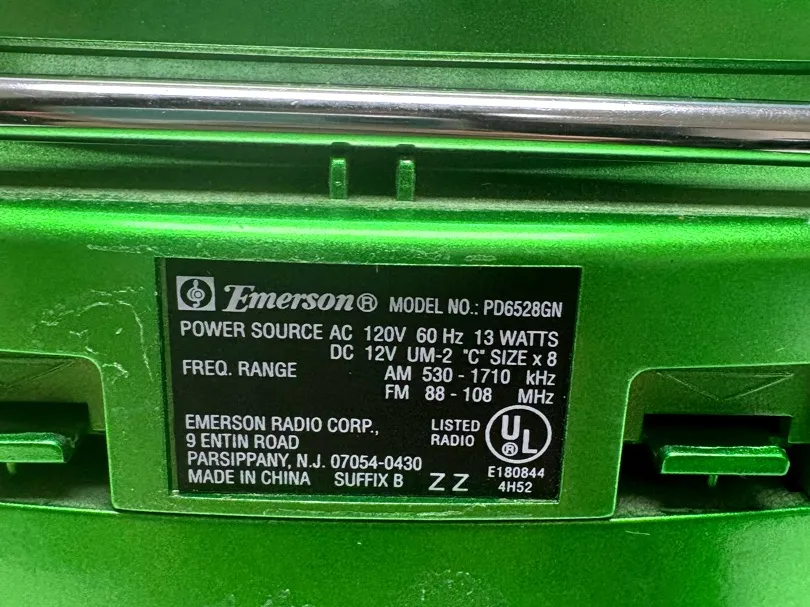 Emerson® MODEL NO.: PD6528GN
POWER SOURCE AC 120V 60 Hz 13 WATTS
DC 12V UM-2 "C" SIZE x 8
FREQ. RANGE AM 530 - 1710 kHz
FM 88 - 108 MHz
EMERSON RADIO CORP.,
9 ENTIN ROAD
PARSIPPANY, N.J. 07054-0430
MADE IN CHINA SUFFIX B ZZ
LISTED
RADIO
UL®
E180844
4H52